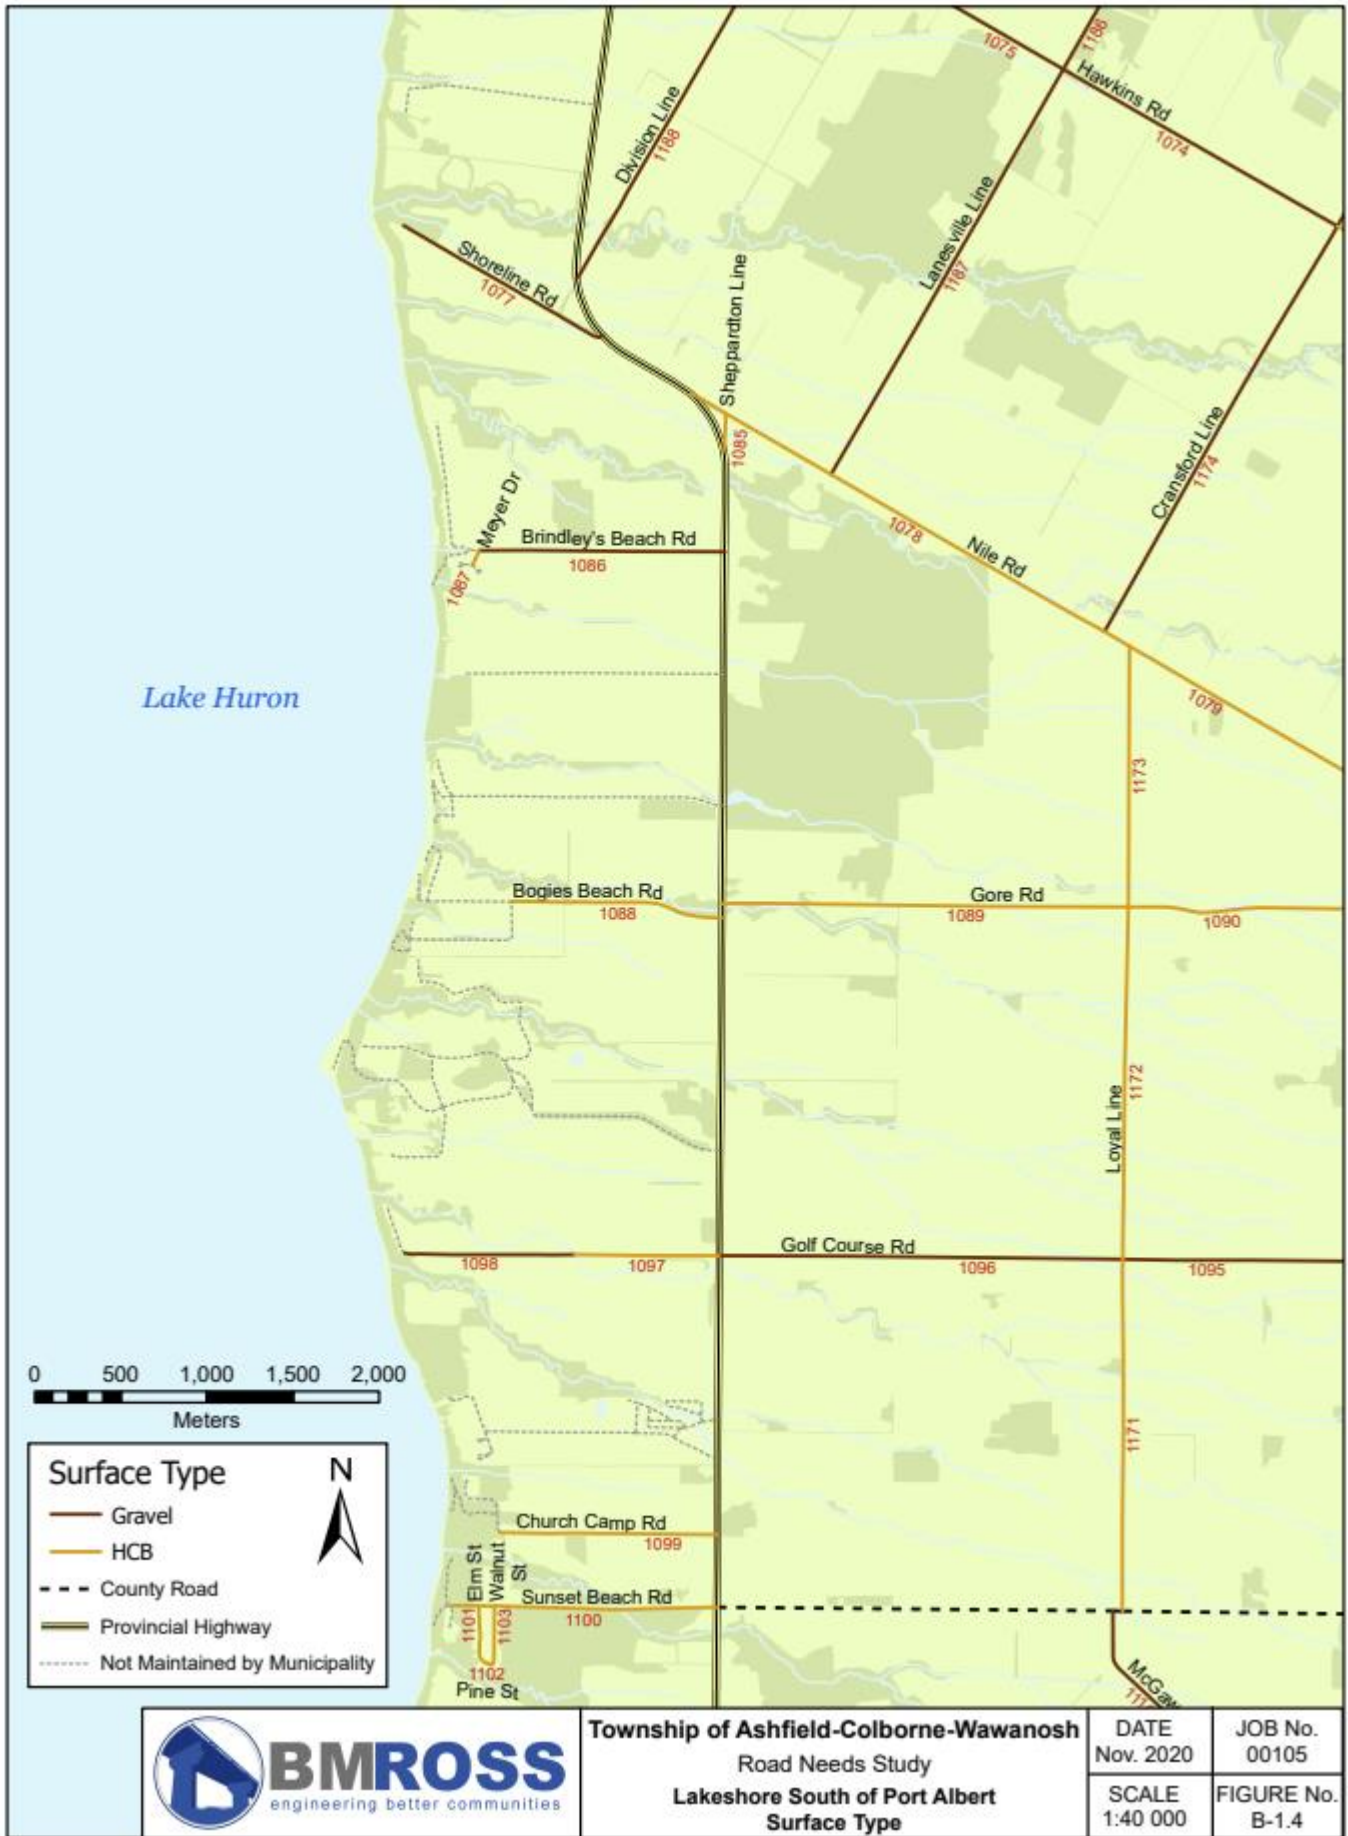 1075
1186
Hawkins Rd
1074
Division Line
1188
Lanesville Line
1187
Shoreline Rd
1077
Sheppardton Line
1085
Cransford Line
1174
1078
Nile Rd
Meyer Dr
Brindley's Beach Rd
1086
1087
Lake Huron
1079
1173
Bogies Beach Rd
1088
Gore Rd
1089
1090
1172
Loyal Line
Golf Course Rd
1098
1097
1096
1095
0 500 1,000 1,500 2,000
Meters
1171
Surface Type
N
Gravel
HCB
County Road
Provincial Highway
Not Maintained by Municipality
Church Camp Rd
1099
Elm St
Walnut
St
Sunset Beach Rd
1101
1103
1100
1102
Pine St
McGaw
111
BMROSS
engineering better communities
Township of Ashfield-Colborne-Wawanosh
Road Needs Study
Lakeshore South of Port Albert
Surface Type
DATE
Nov. 2020
JOB No.
00105
SCALE
1:40 000
FIGURE No.
B-1.4